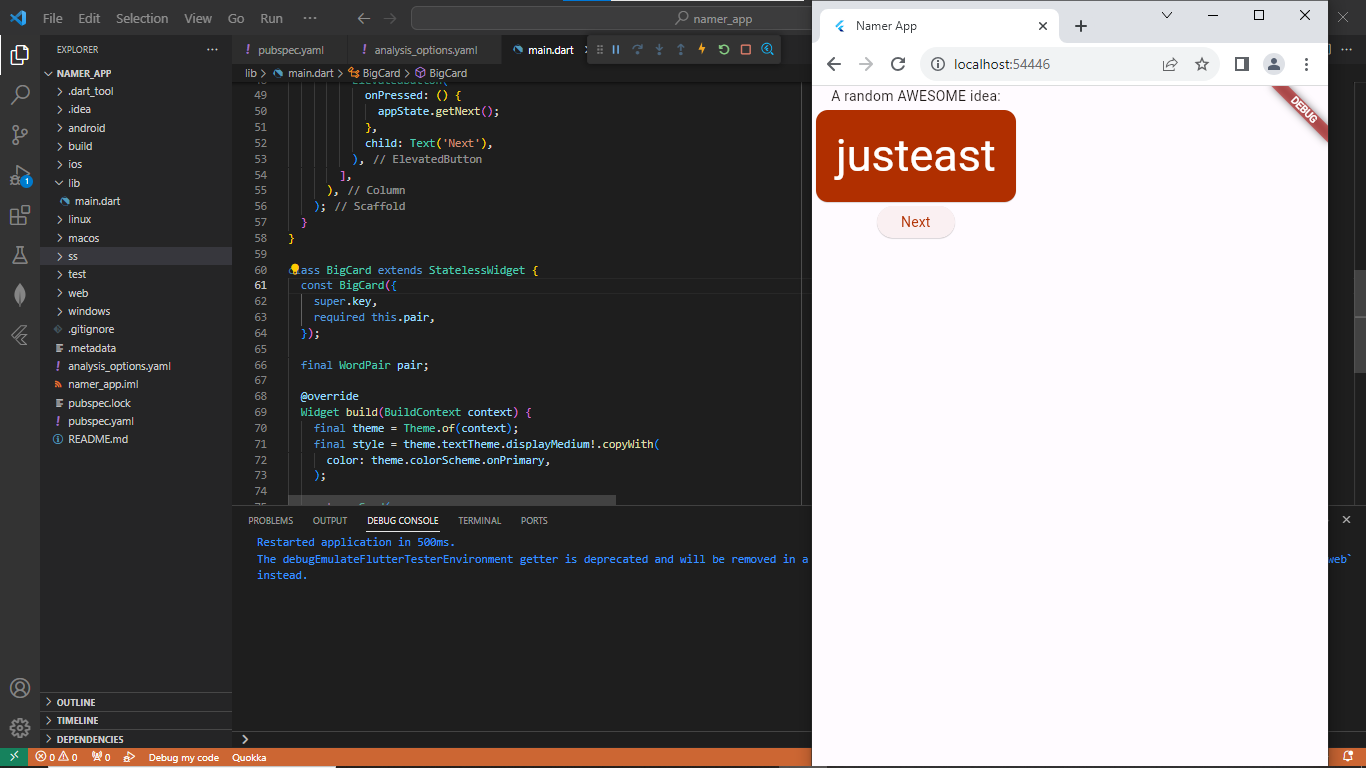 File Edit Selection View Go Run ··· namer_app
EXPLORER ···
NAMER_APP
.dart_tool
.idea
android
build
ios
lib
main.dart
linux
macos
ss
test
web
windows
.gitignore
.metadata
analysis_options.yaml
namer_app.iml
pubspec.lock
pubspec.yaml
README.md
OUTLINE
TIMELINE
DEPENDENCIES
pubspec.yaml analysis_options.yaml main.dart
lib > main.dart > BigCard > BigCard
49 onPressed: () {
50 appState.getNext();
51 },
52 child: Text('Next'),
53 ), // ElevatedButton
54 ],
55 ), // Column
56 ); // Scaffold
57 }
58 }
59
60 class BigCard extends StatelessWidget {
61 const BigCard({
62 super.key,
63 required this.pair,
64 });
65
66 final WordPair pair;
67
68 @override
69 Widget build(BuildContext context) {
70 final theme = Theme.of(context);
71 final style = theme.textTheme.displayMedium!.copyWith(
72 color: theme.colorScheme.onPrimary,
73 );
74
PROBLEMS OUTPUT DEBUG CONSOLE TERMINAL PORTS
Restarted application in 500ms.
The debugEmulateFlutterTesterEnvironment getter is deprecated and will be removed in a web`
instead.
0 0 0 Debug my code Quokka
1
Namer App
localhost:54446
A random AWESOME idea:
DEBUG
justeast
Next